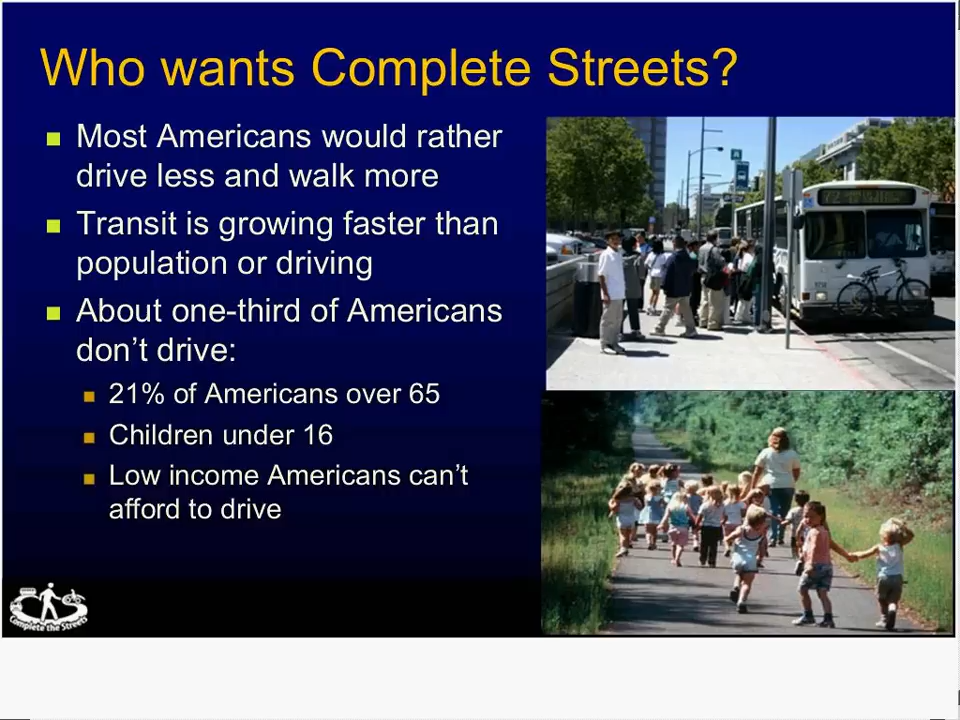 Who wants Complete Streets?
Most Americans would rather
drive less and walk more
Transit is growing faster than
population or driving
About one-third of Americans
don't drive:
21% of Americans over 65
Children under 16
Low income Americans can't
afford to drive
Complete the Streets